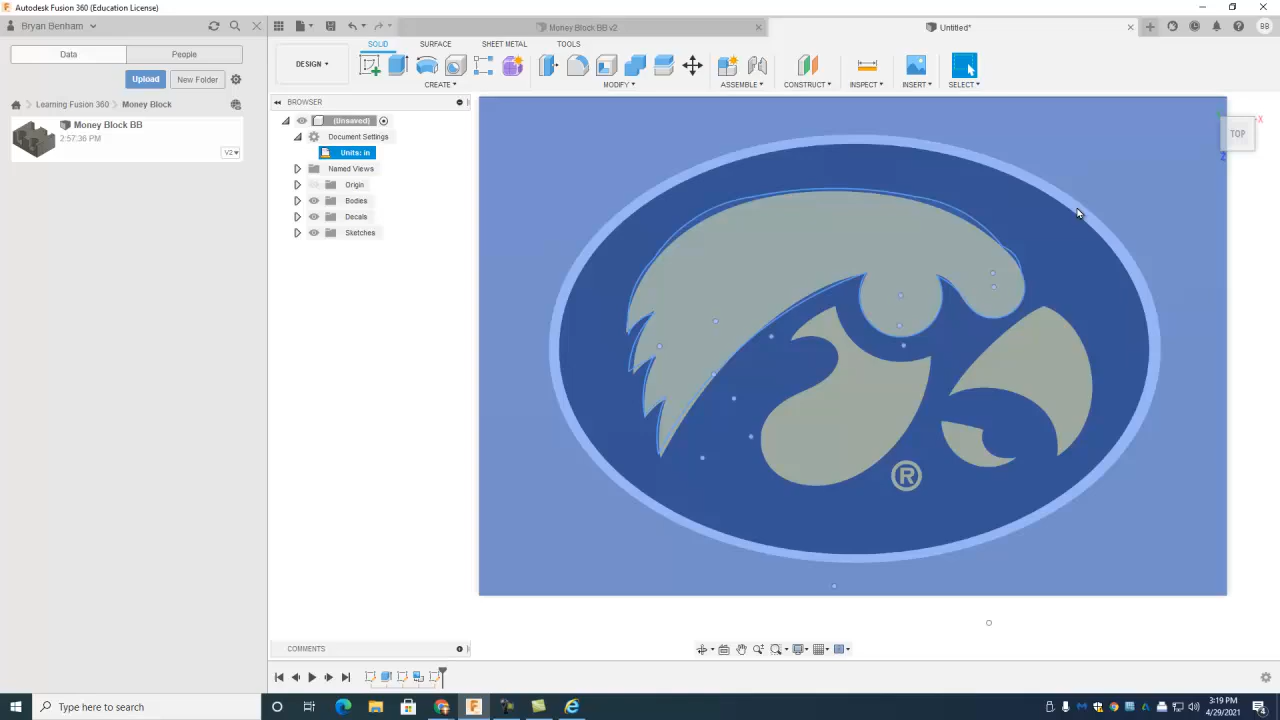 Autodesk Fusion 360 (Education License)
Bryan Benham
Money Block BB v2
Untitled*
BB
Data
People
SOLID
SURFACE
SHEET METAL
TOOLS
DESIGN
CREATE
MODIFY
ASSEMBLE
CONSTRUCT
INSPECT
INSERT
SELECT
Upload
New Folder
Learning Fusion 360
Money Block
Money Block BB
2:57:36 PM
V2
BROWSER
(Unsaved)
Document Settings
Units: in
Named Views
Origin
Bodies
Decals
Sketches
TOP
X
Z
®
COMMENTS
Type here to search
3:19 PM
4/29/2021